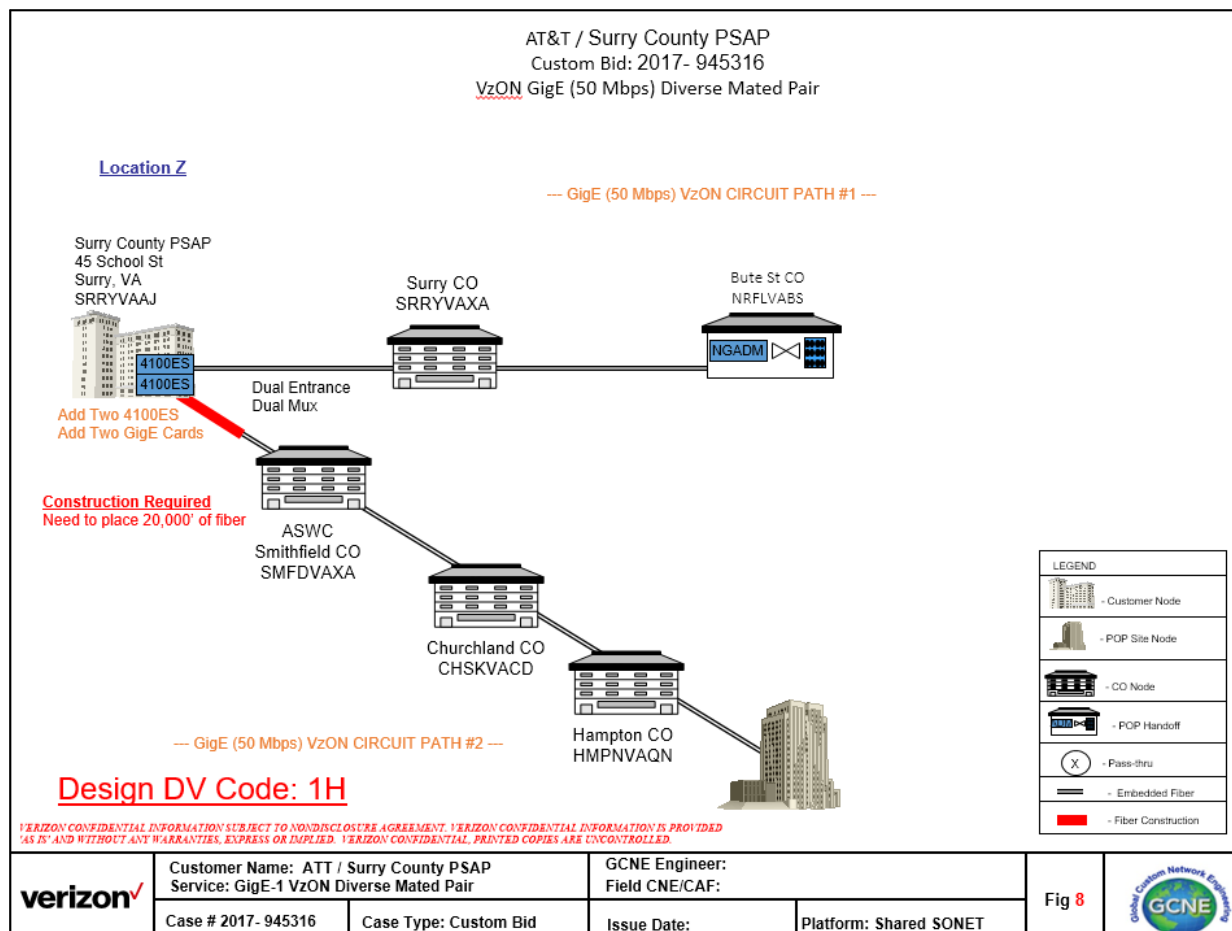 AT&T / Surry County PSAP
Custom Bid: 2017- 945316
VzON GigE (50 Mbps) Diverse Mated Pair
Location Z
--- GigE (50 Mbps) VzON CIRCUIT PATH #1 ---
Surry County PSAP
45 School St
Surry, VA
SRRYVAAJ
Surry CO
SRRYVAXA
Bute St CO
NRFLVABS
4100ES
4100ES
NGADM
Dual Entrance
Dual Mux
Add Two 4100ES
Add Two GigE Cards
Construction Required
Need to place 20,000' of fiber
ASWC
Smithfield CO
SMFDVAXA
Churchland CO
CHSKVACD
Hampton CO
HMPNVAQN
--- GigE (50 Mbps) VzON CIRCUIT PATH #2 ---
Design DV Code: 1H
LEGEND
- Customer Node
- POP Site Node
- CO Node
- POP Handoff
X - Pass-thru
- Embedded Fiber
- Fiber Construction
VERIZON CONFIDENTIAL INFORMATION SUBJECT TO NONDISCLOSURE AGREEMENT. VERIZON CONFIDENTIAL INFORMATION IS PROVIDED
'AS IS' AND WITHOUT ANY WARRANTIES, EXPRESS OR IMPLIED. VERIZON CONFIDENTIAL, PRINTED COPIES ARE UNCONTROLLED.
verizon
Customer Name: ATT / Surry County PSAP
Service: GigE-1 VzON Diverse Mated Pair
GCNE Engineer:
Field CNE/CAF:
Case # 2017- 945316
Case Type: Custom Bid
Issue Date:
Platform: Shared SONET
Fig 8
Global Custom Network Engineering
GCNE